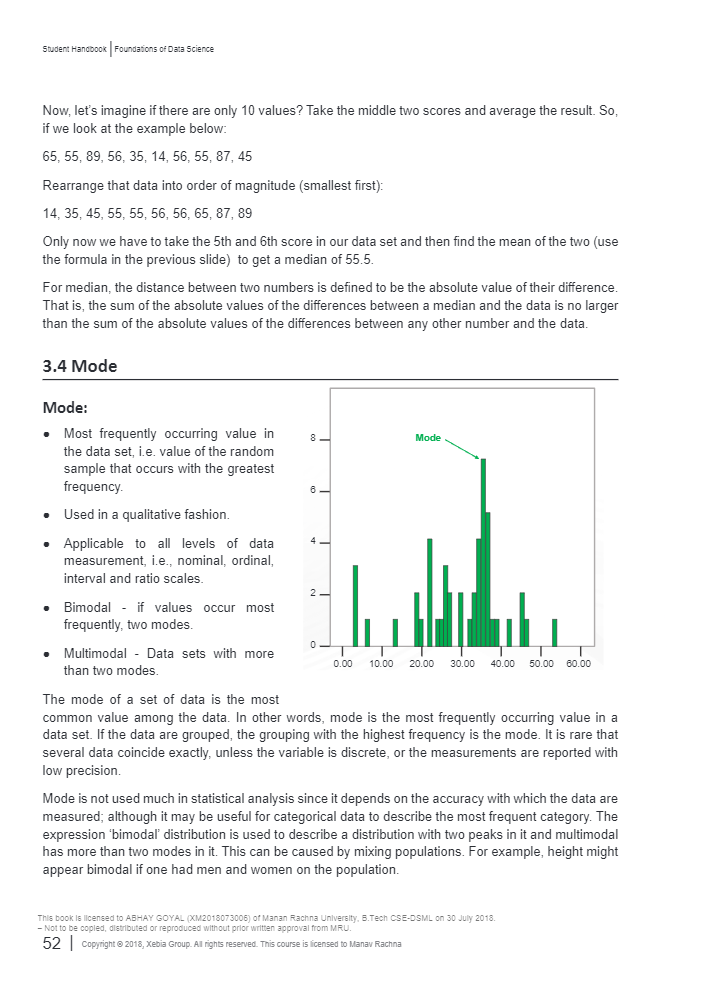 Student Handbook | Foundations of Data Science
Now, let's imagine if there are only 10 values? Take the middle two scores and average the result. So,
if we look at the example below:
65, 55, 89, 56, 35, 14, 56, 55, 87, 45
Rearrange that data into order of magnitude (smallest first):
14, 35, 45, 55, 55, 56, 56, 65, 87, 89
Only now we have to take the 5th and 6th score in our data set and then find the mean of the two (use
the formula in the previous slide) to get a median of 55.5.
For median, the distance between two numbers is defined to be the absolute value of their difference.
That is, the sum of the absolute values of the differences between a median and the data is no larger
than the sum of the absolute values of the differences between any other number and the data.
3.4 Mode
Mode:
• Most frequently occurring value in
the data set, i.e. value of the random
sample that occurs with the greatest
frequency.
• Used in a qualitative fashion.
• Applicable to all levels of data
measurement, i.e., nominal, ordinal,
interval and ratio scales.
• Bimodal - if values occur most
frequently, two modes.
• Multimodal - Data sets with more
than two modes.
Mode
8
6
4
2
0
0.00 10.00 20.00 30.00 40.00 50.00 60.00
The mode of a set of data is the most
common value among the data. In other words, mode is the most frequently occurring value in a
data set. If the data are grouped, the grouping with the highest frequency is the mode. It is rare that
several data coincide exactly, unless the variable is discrete, or the measurements are reported with
low precision.
Mode is not used much in statistical analysis since it depends on the accuracy with which the data are
measured; although it may be useful for categorical data to describe the most frequent category. The
expression 'bimodal' distribution is used to describe a distribution with two peaks in it and multimodal
has more than two modes in it. This can be caused by mixing populations. For example, height might
appear bimodal if one had men and women on the population.
This book is licensed to ABHAY GOYAL (XM2018073006) of Manan Rachna University, B.Tech CSE-DSML on 30 July 2018.
– Not to be copied, distributed or reproduced without prior written approval from MRU.
52 | Copyright © 2018, Xebia Group. All rights reserved. This course is licensed to Manav Rachna